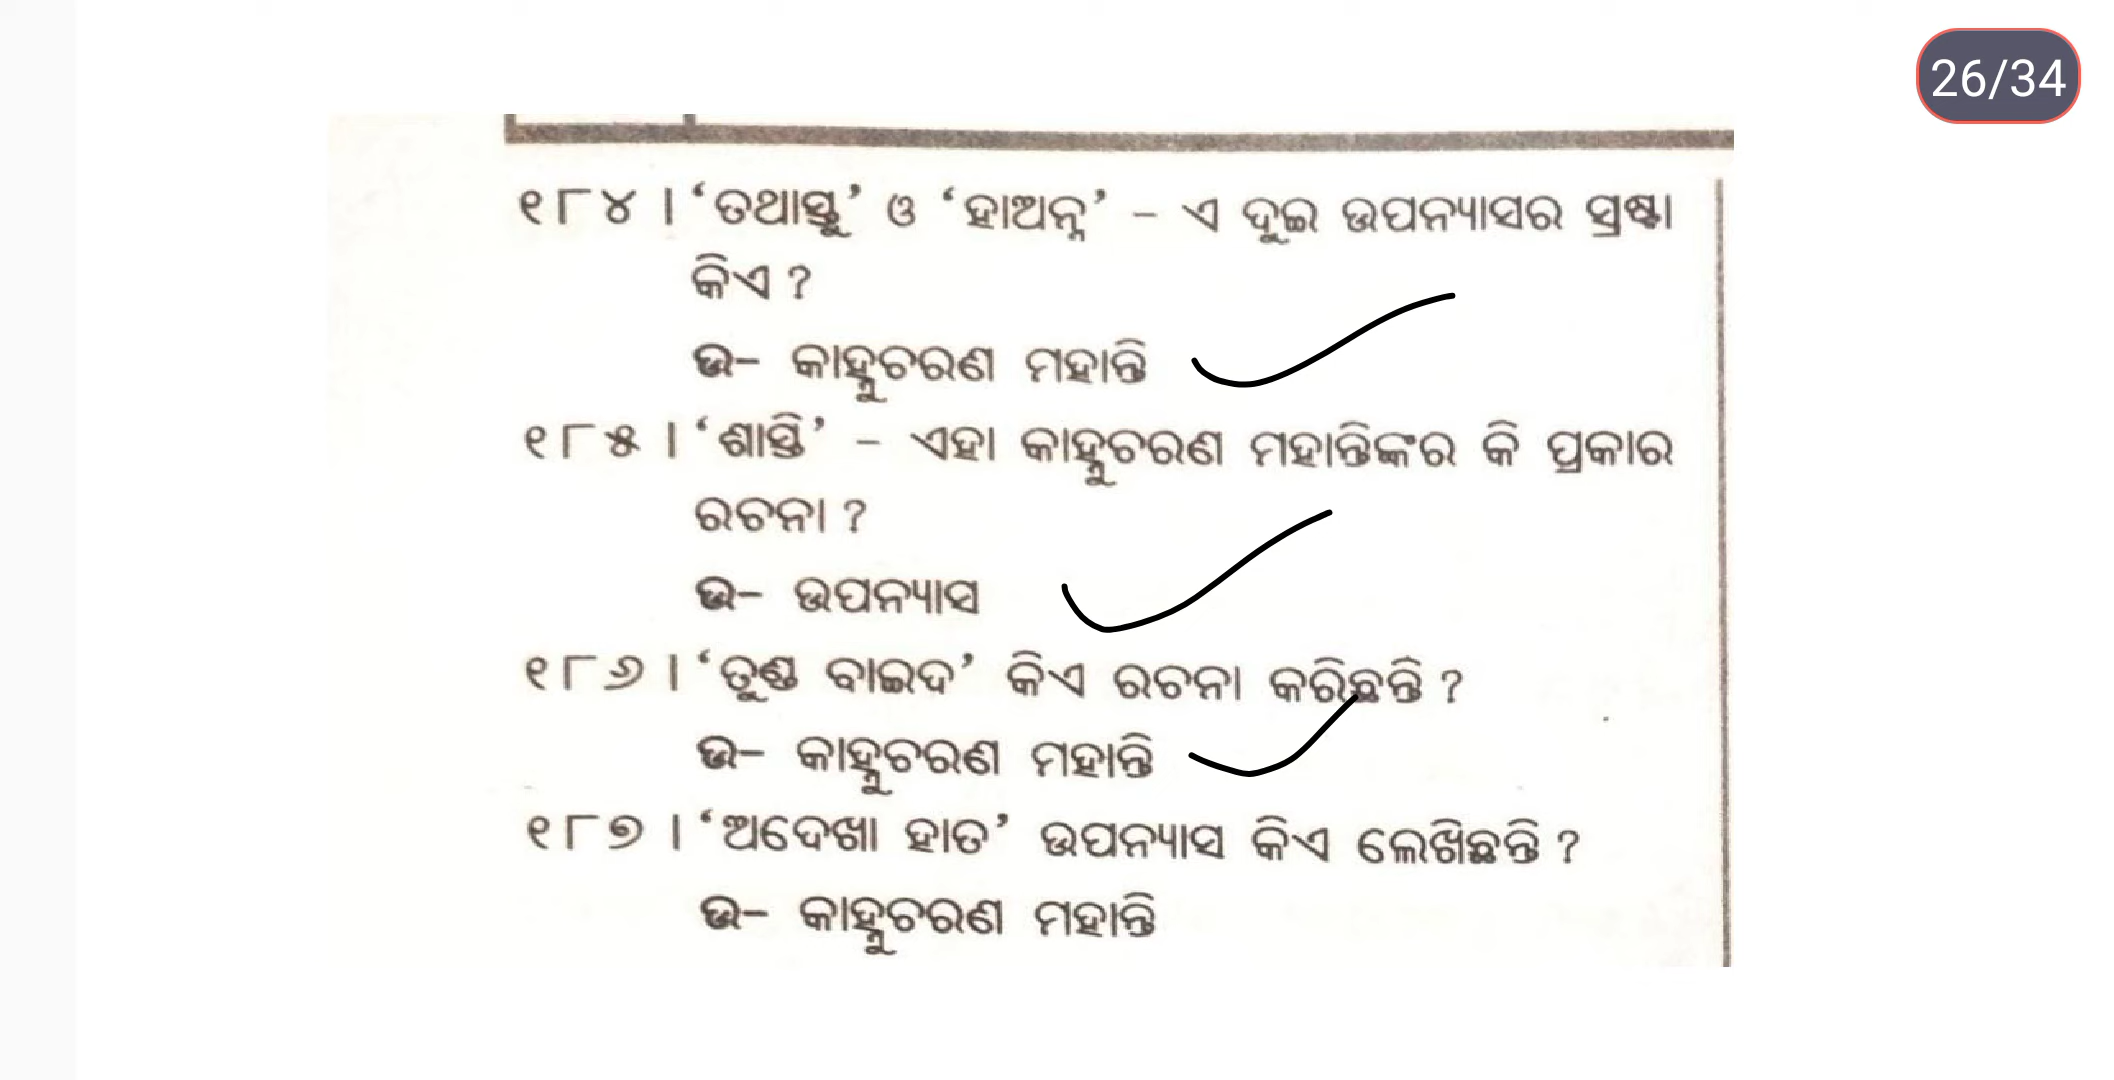 26/34
୧୮୪ । ‘ତଥାସ୍ତୁ’ ଓ ‘ହାଅନ୍ନ’ – ଏ ଦୁଇ ଉପନ୍ୟାସର ସ୍ରଷ୍ଟା
କିଏ ?
ଉ– କାହ୍ନୁଚରଣ ମହାନ୍ତି
୧୮୫ । ‘ଶାସ୍ତି’ – ଏହା କାହ୍ନୁଚରଣ ମହାନ୍ତିଙ୍କର କି ପ୍ରକାର
ରଚନା ?
ଉ– ଉପନ୍ୟାସ
୧୮୬ । ‘ତୁଣ୍ଡ ବାଇଦ’ କିଏ ରଚନା କରିଛନ୍ତି ?
ଉ– କାହ୍ନୁଚରଣ ମହାନ୍ତି
୧୮୭ । ‘ଅଦେଖା ହାତ’ ଉପନ୍ୟାସ କିଏ ଲେଖିଛନ୍ତି ?
ଉ– କାହ୍ନୁଚରଣ ମହାନ୍ତି